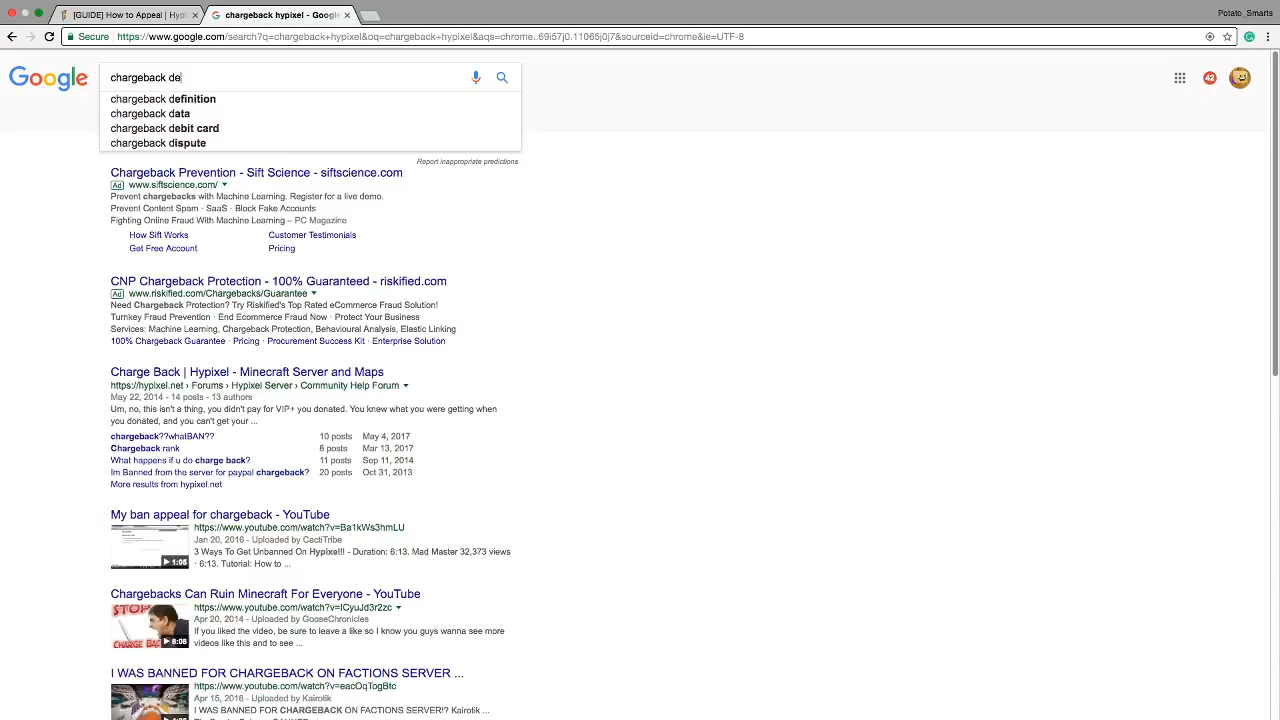 [GUIDE] How to Appeal | Hypi
chargeback hypixel - Google
Potato_Smarts
Secure https://www.google.com/search?q=chargeback+hypixel&oq=chargeback+hypixel&aqs=chrome..69i57j0.11065j0j7&sourceid=chrome&ie=UTF-8
Google
chargeback de
42
chargeback definition
chargeback data
chargeback debit card
chargeback dispute
Report inappropriate predictions
Chargeback Prevention - Sift Science - siftscience.com
Ad www.siftscience.com/
Prevent chargebacks with Machine Learning. Register for a live demo.
Prevent Content Spam · SaaS · Block Fake Accounts
Fighting Online Fraud With Machine Learning – PC Magazine
How Sift Works Customer Testimonials
Get Free Account Pricing
CNP Chargeback Protection - 100% Guaranteed - riskified.com
Ad www.riskified.com/Chargebacks/Guarantee
Need Chargeback Protection? Try Riskified's Top Rated eCommerce Fraud Solution!
Turnkey Fraud Prevention · End Ecommerce Fraud Now · Protect Your Business
Services: Machine Learning, Chargeback Protection, Behavioural Analysis, Elastic Linking
100% Chargeback Guarantee · Pricing · Procurement Success Kit · Enterprise Solution
Charge Back | Hypixel - Minecraft Server and Maps
https://hypixel.net › Forums › Hypixel Server › Community Help Forum
May 22, 2014 - 14 posts - 13 authors
Um, no, this isn't a thing, you didn't pay for VIP+ you donated. You knew what you were getting when
you donated, and you can't get your ...
chargeback??whatBAN?? 10 posts May 4, 2017
Chargeback rank 8 posts Mar 13, 2017
What happens if u do charge back? 11 posts Sep 11, 2014
Im Banned from the server for paypal chargeback? 20 posts Oct 31, 2013
More results from hypixel.net
My ban appeal for chargeback - YouTube
https://www.youtube.com/watch?v=Ba1kWs3hmLU
Jan 20, 2016 - Uploaded by CactiTribe
3 Ways To Get Unbanned On Hypixel!! - Duration: 6:13. Mad Master 32,373 views
· 6:13. Tutorial: How to ...
1:05
Chargebacks Can Ruin Minecraft For Everyone - YouTube
https://www.youtube.com/watch?v=ICyuJd3r2zc
Apr 20, 2014 - Uploaded by GooseChronicles
If you liked the video, be sure to leave a like so I know you guys wanna see more
videos like this and to see ...
STOP
CHARGE BAC
6:08
I WAS BANNED FOR CHARGEBACK ON FACTIONS SERVER ...
https://www.youtube.com/watch?v=eacOqTogBtc
Apr 15, 2016 - Uploaded by Kairotik
I WAS BANNED FOR CHARGEBACK ON FACTIONS SERVER!? Kairotik ...